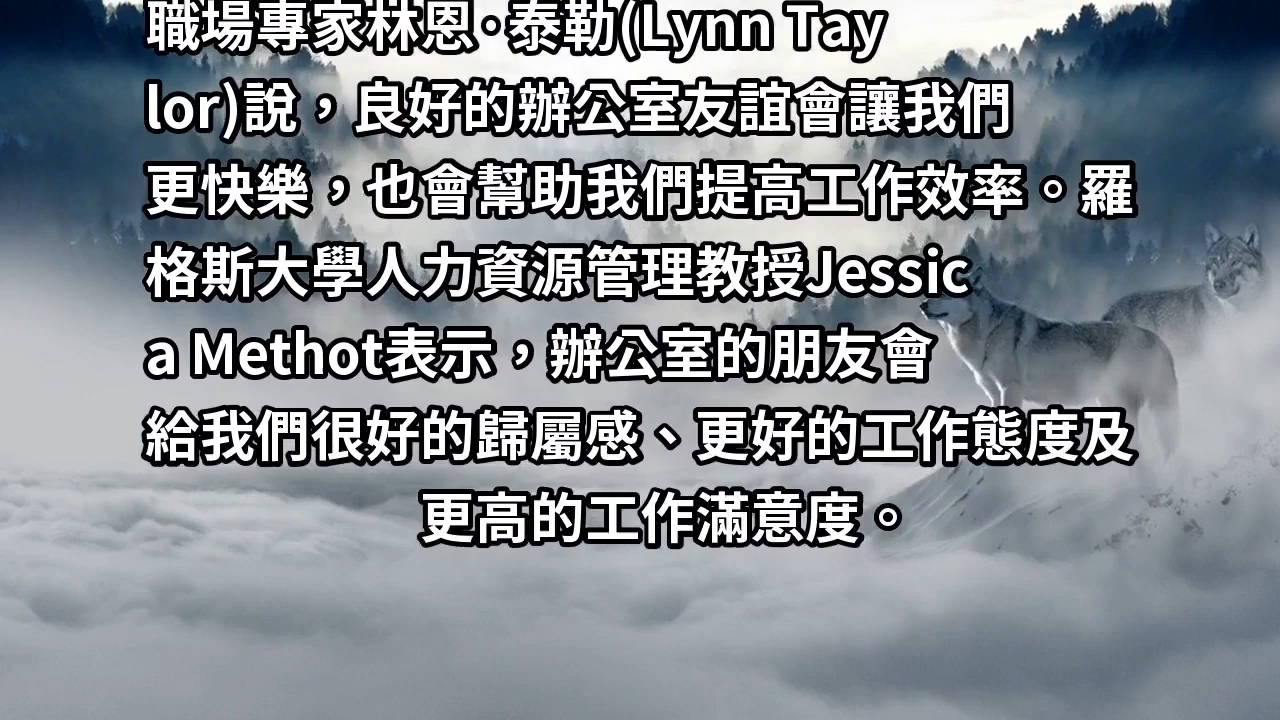 職場專家林恩·泰勒(Lynn Tay
lor)說，良好的辦公室友誼會讓我們
更快樂，也會幫助我們提高工作效率。羅
格斯大學人力資源管理教授Jessic
a Methot表示，辦公室的朋友會
給我們很好的歸屬感、更好的工作態度及
更高的工作滿意度。